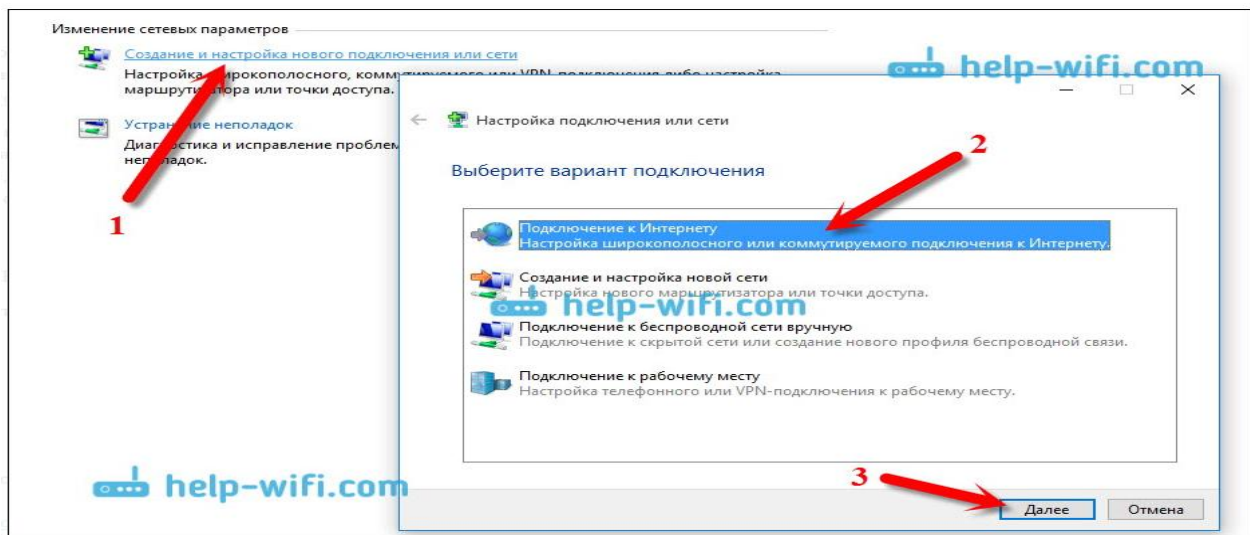 Изменение сетевых параметров
Создание и настройка нового подключения или сети
Настройка широкополосного, коммутируемого или VPN-подключения либо настройка
маршрутизатора или точки доступа.
Устранение неполадок
Диагностика и исправление проблем
неполадок.
1
help-wifi.com
Настройка подключения или сети
Выберите вариант подключения
2
Подключение к Интернету
Настройка широкополосного или коммутируемого подключения к Интернету.
Создание и настройка новой сети
Настройка нового маршрутизатора или точки доступа.
help-wifi.com
Подключение к беспроводной сети вручную
Подключение к скрытой сети или создание нового профиля беспроводной связи.
Подключение к рабочему месту
Настройка телефонного или VPN-подключения к рабочему месту.
help-wifi.com
3
Далее
Отмена